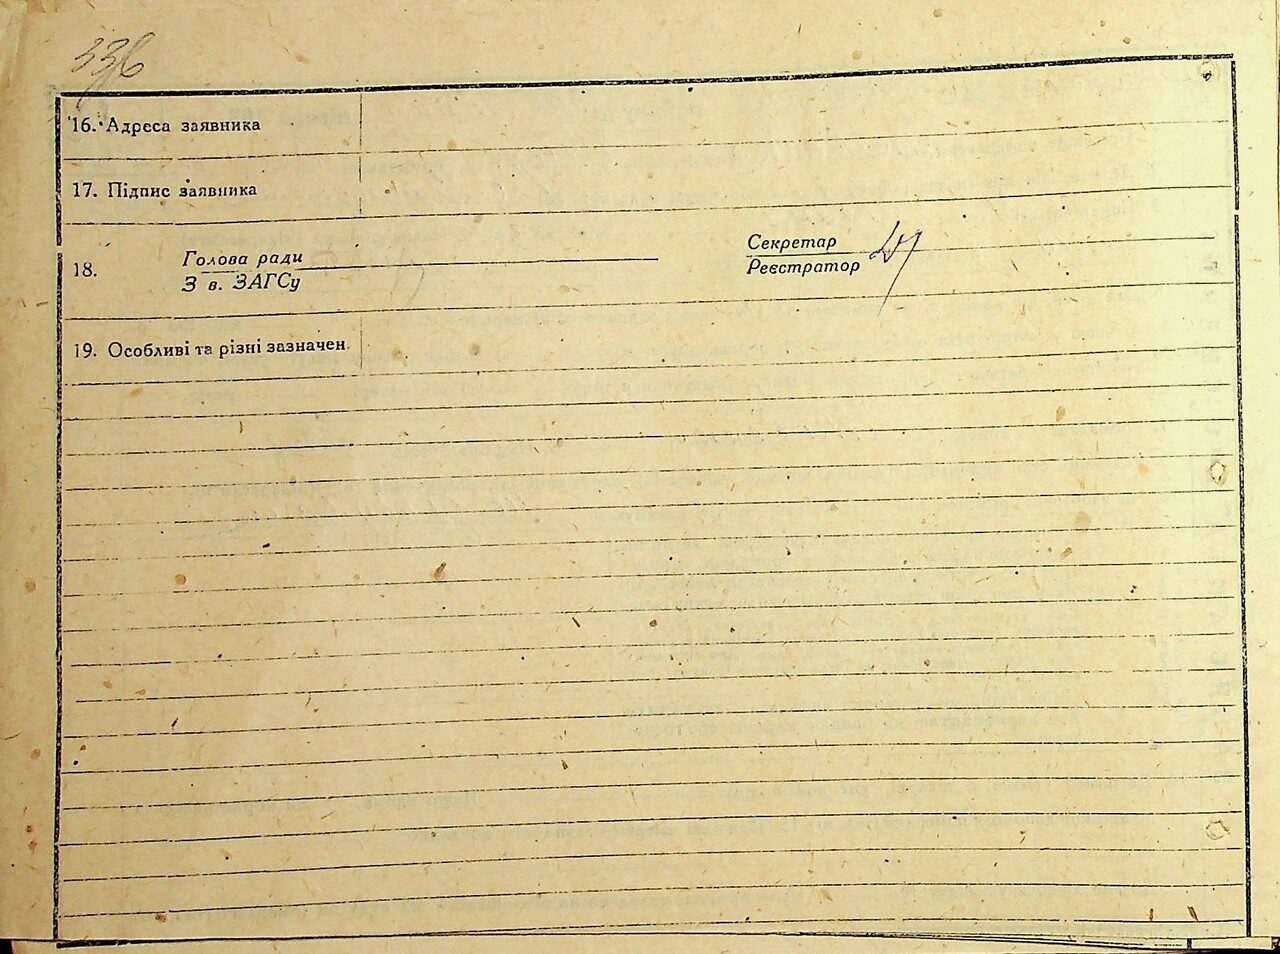 336
16. Адреса заявника
17. Підпис заявника
18. Голова ради
З в. ЗАГСу
Секретар
Реєстратор
19. Особливі та різні зазначен.